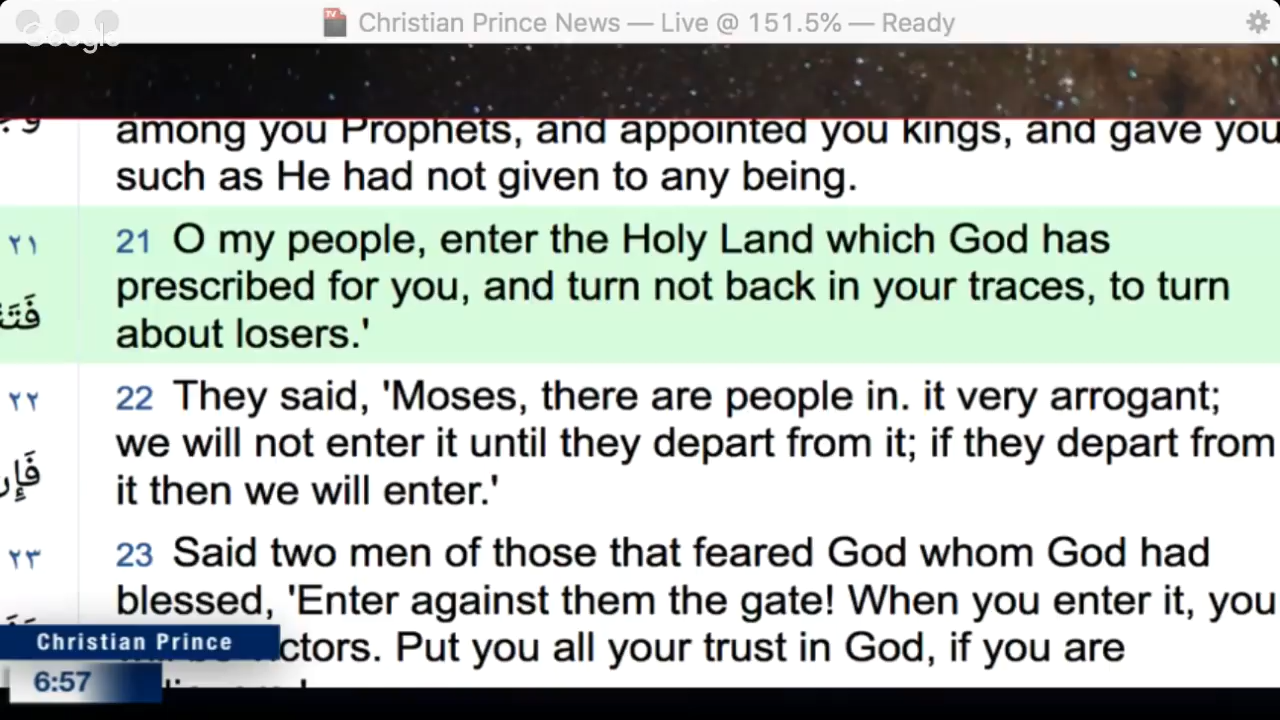 Christian Prince News — Live @ 151.5% — Ready
Google
among you Prophets, and appointed you kings, and gave you
such as He had not given to any being.
٢١
21 O my people, enter the Holy Land which God has
prescribed for you, and turn not back in your traces, to turn
about losers.'
٢٢
22 They said, 'Moses, there are people in. it very arrogant;
we will not enter it until they depart from it; if they depart from
it then we will enter.'
٢٣
23 Said two men of those that feared God whom God had
blessed, 'Enter against them the gate! When you enter it, you
Put you all your trust in God, if you are
Christian Prince
6:57